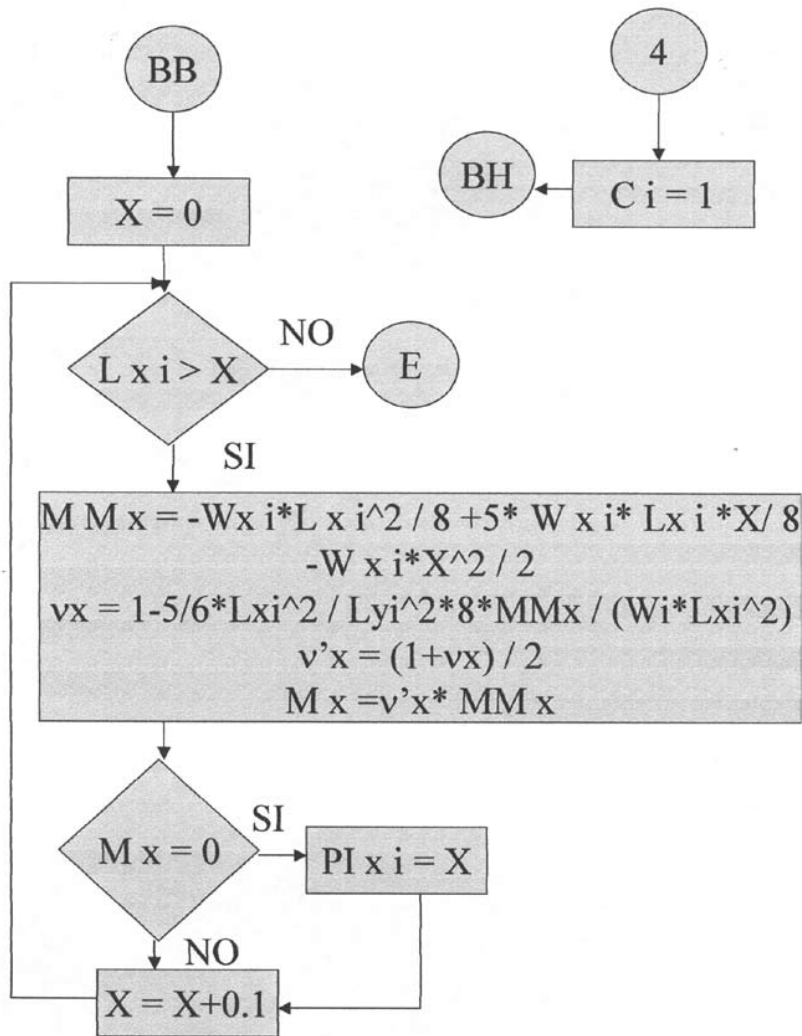 BB
4
BH
C i = 1
X = 0
NO
L x i > X
E
SI
M M x = -Wx i*L x i^2 / 8 +5* W x i* Lx i *X/ 8
-W x i*X^2 / 2
νx = 1-5/6*Lxi^2 / Lyi^2*8*MMx / (Wi*Lxi^2)
ν’x = (1+νx) / 2
M x =ν’x* MM x
SI
M x = 0
PI x i = X
NO
X = X+0.1